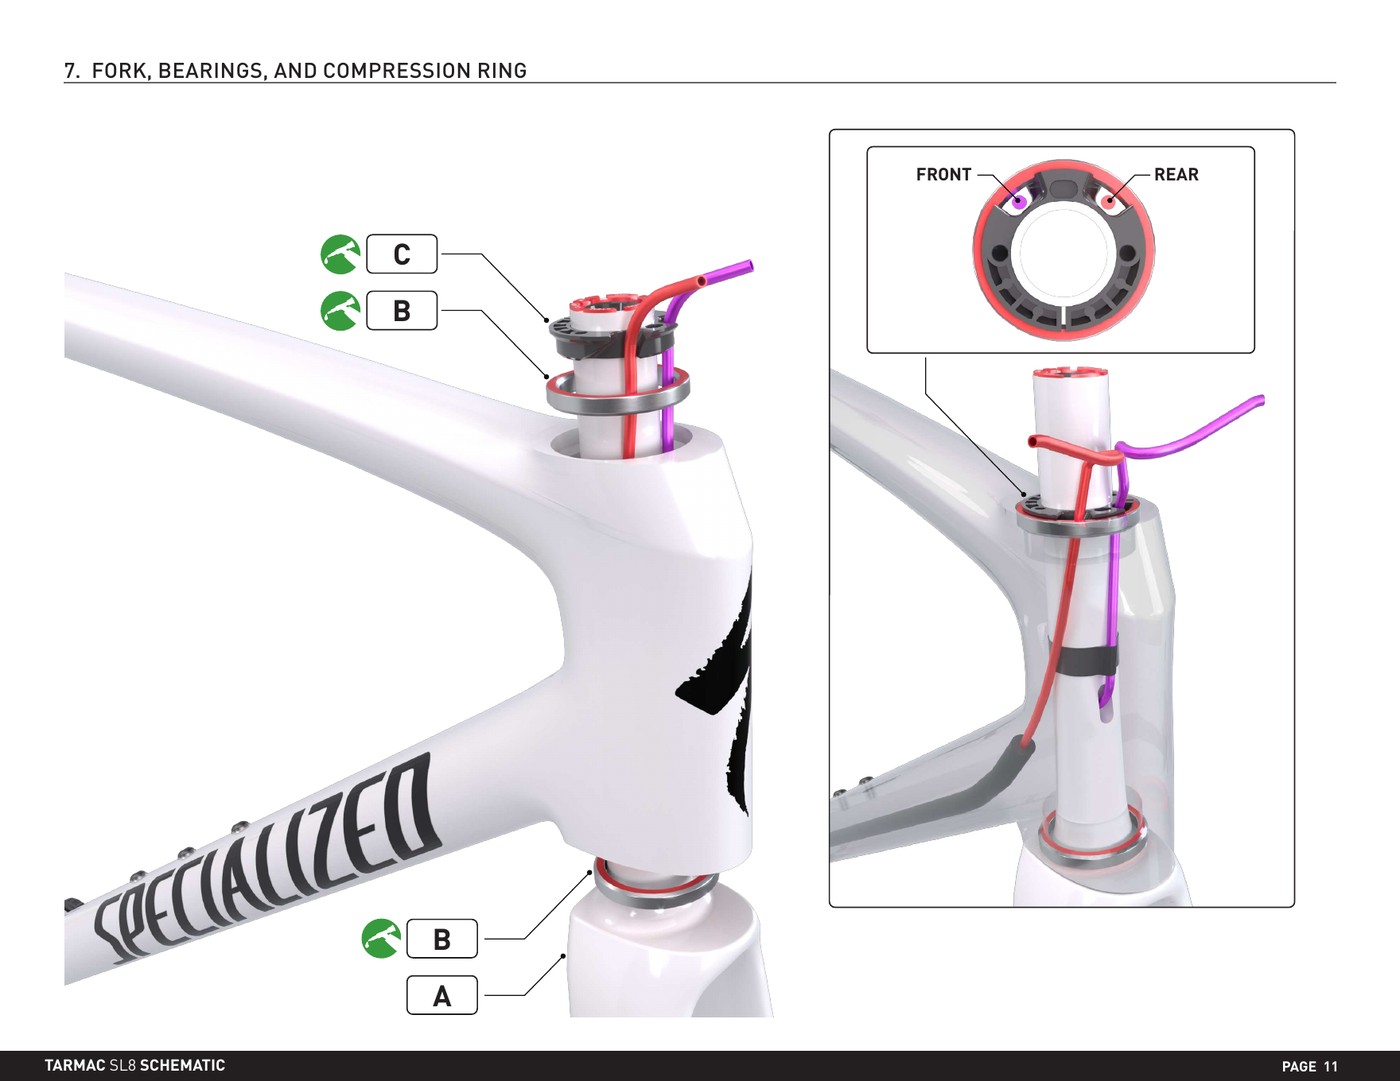 7. FORK, BEARINGS, AND COMPRESSION RING
FRONT
REAR
C
B
SPECIALIZED
B
A
TARMAC SL8 SCHEMATIC
PAGE 11